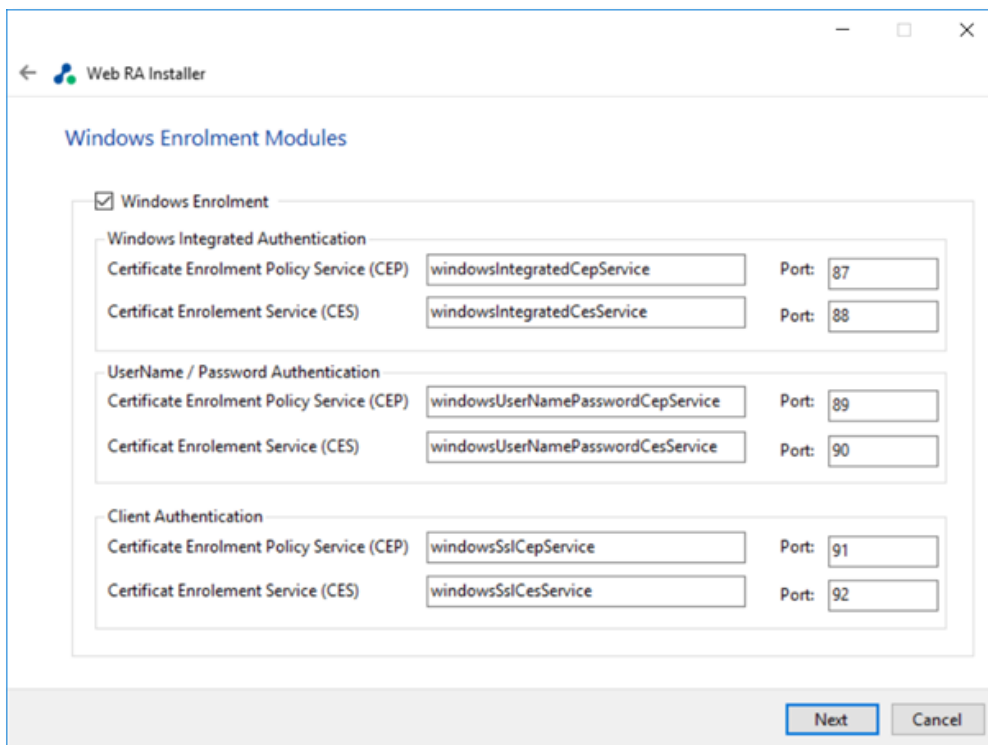 Web RA Installer
Windows Enrolment Modules
Windows Enrolment
Windows Integrated Authentication
Certificate Enrolment Policy Service (CEP) windowsIntegratedCepService Port: 87
Certificat Enrolement Service (CES) windowsIntegratedCesService Port: 88
UserName / Password Authentication
Certificate Enrolment Policy Service (CEP) windowsUserNamePasswordCepService Port: 89
Certificat Enrolement Service (CES) windowsUserNamePasswordCesService Port: 90
Client Authentication
Certificate Enrolment Policy Service (CEP) windowsSslCepService Port: 91
Certificat Enrolement Service (CES) windowsSslCesService Port: 92
Next Cancel